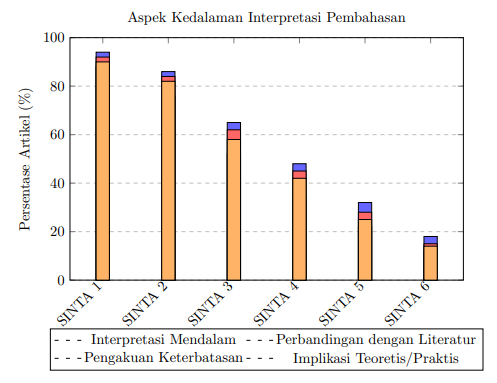 Aspek Kedalaman Interpretasi Pembahasan
100
80
60
40
20
0
Persentase Artikel (%)
SINTA 1
SINTA 2
SINTA 3
SINTA 4
SINTA 5
SINTA 6
Interpretasi Mendalam Perbandingan dengan Literatur
Pengakuan Keterbatasan Implikasi Teoretis/Praktis